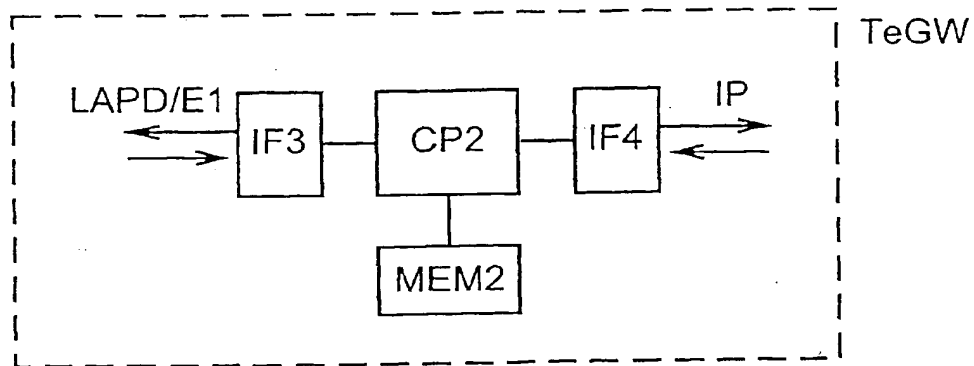 TeGW
LAPD/E1
IF3
CP2
IF4
IP
MEM2